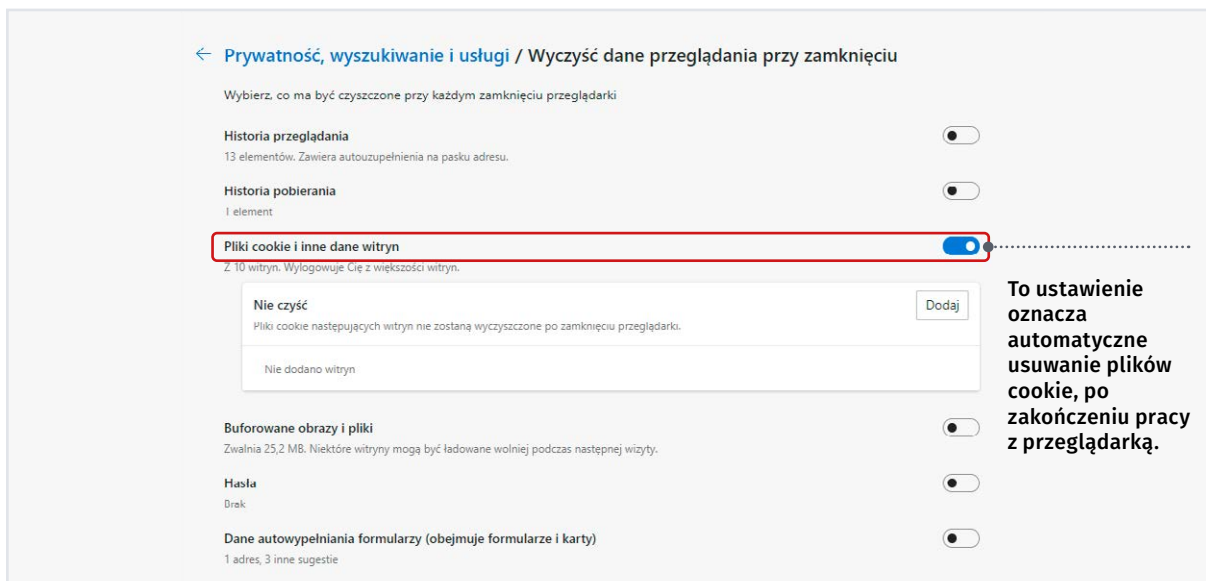 ← Prywatność, wyszukiwanie i usługi / Wyczyść dane przeglądania przy zamknięciu
Wybierz, co ma być czyszczone przy każdym zamknięciu przeglądarki
Historia przeglądania
13 elementów. Zawiera autouzupełnienia na pasku adresu.
Historia pobierania
1 element
Pliki cookie i inne dane witryn
Z 10 witryn. Wylogowuje Cię z większości witryn.
Nie czyść
Dodaj
Pliki cookie następujących witryn nie zostaną wyczyszczone po zamknięciu przeglądarki.
Nie dodano witryn
To ustawienie
oznacza
automatyczne
usuwanie plików
cookie, po
zakończeniu pracy
z przeglądarką.
Buforowane obrazy i pliki
Zwalnia 25,2 MB. Niektóre witryny mogą być ładowane wolniej podczas następnej wizyty.
Hasła
Brak
Dane autowypełniania formularzy (obejmuje formularze i karty)
1 adres, 3 inne sugestie